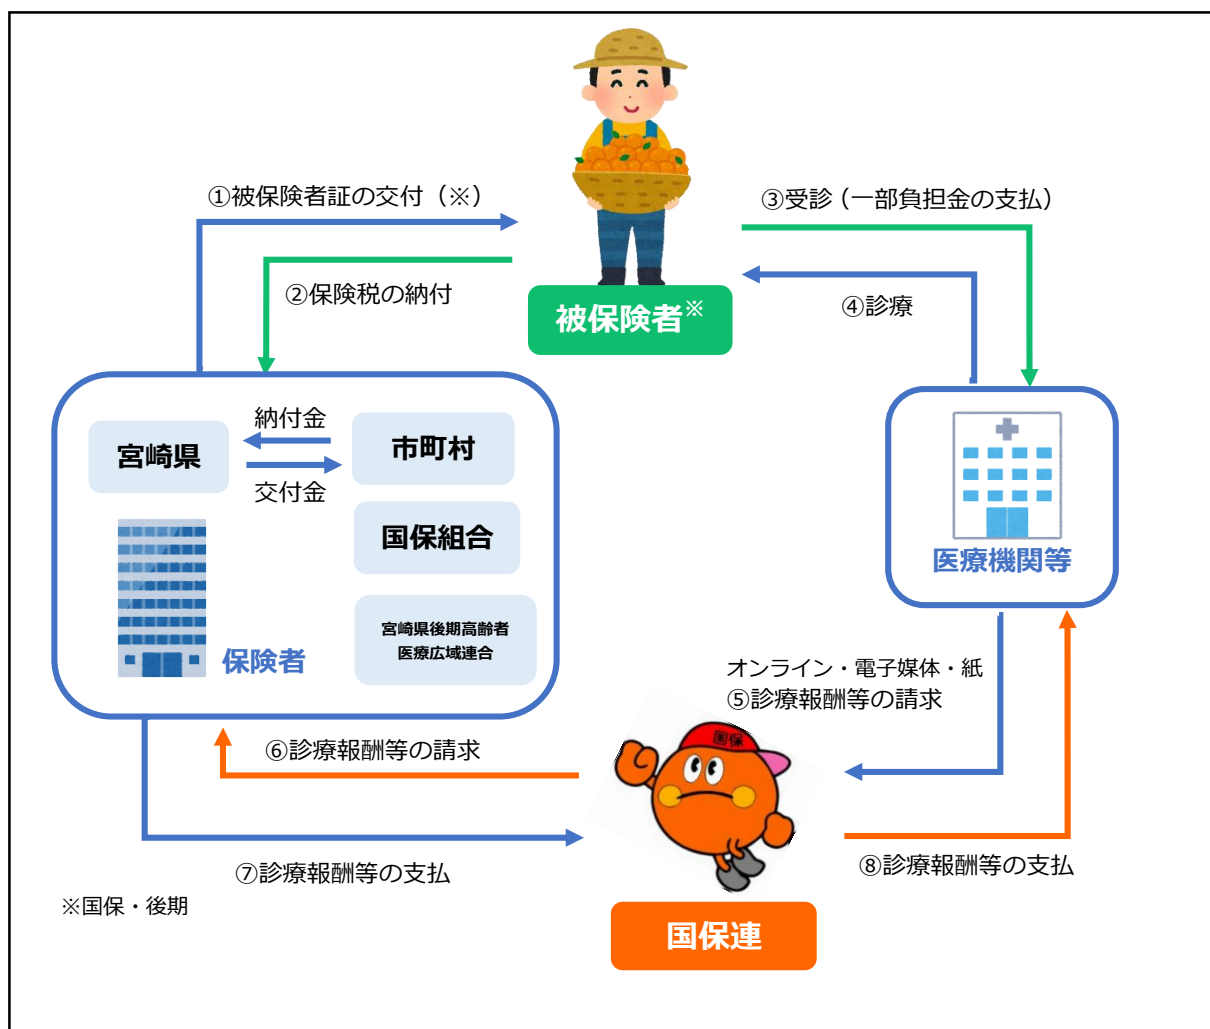 ①被保険者証の交付（※）
③受診（一部負担金の支払）
②保険税の納付
④診療
被保険者※
納付金
宮崎県
市町村
交付金
国保組合
宮崎県後期高齢者
医療広域連合
保険者
医療機関等
オンライン・電子媒体・紙
⑤診療報酬等の請求
国保
⑥診療報酬等の請求
⑦診療報酬等の支払
⑧診療報酬等の支払
※国保・後期
国保連